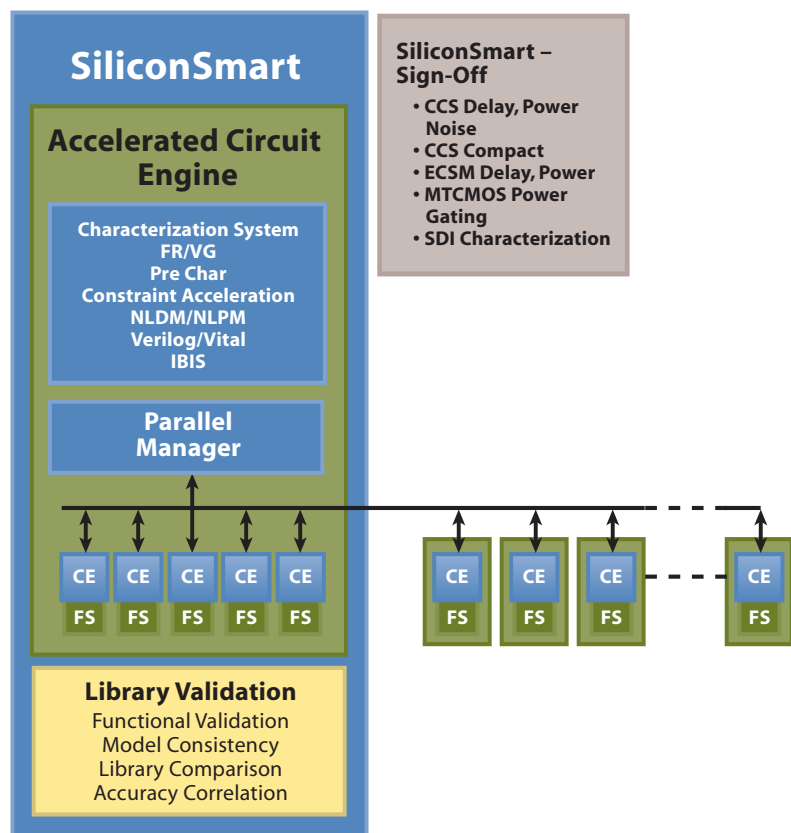 SiliconSmart
Accelerated Circuit
Engine
Characterization System
FR/VG
Pre Char
Constraint Acceleration
NLDM/NLPM
Verilog/Vital
IBIS
Parallel
Manager
CE CE CE CE CE
FS FS FS FS FS
Library Validation
Functional Validation
Model Consistency
Library Comparison
Accuracy Correlation
SiliconSmart –
Sign-Off
• CCS Delay, Power
Noise
• CCS Compact
• ECSM Delay, Power
• MTCMOS Power
Gating
• SDI Characterization
CE CE CE CE
FS FS FS FS